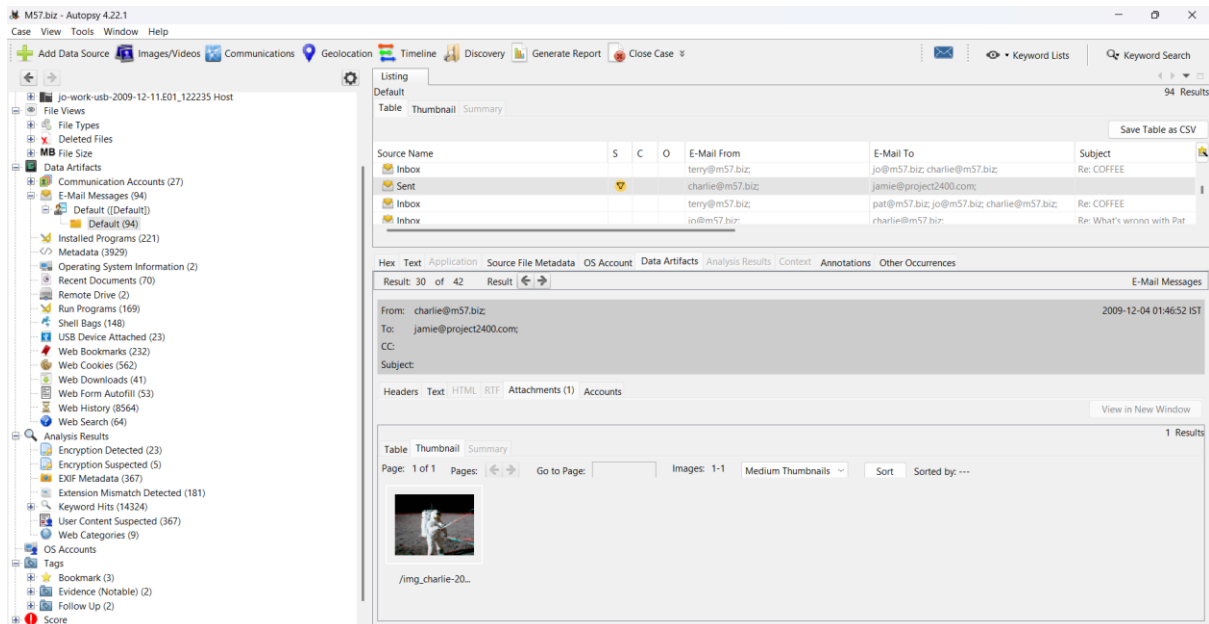 M57.biz - Autopsy 4.22.1
Case View Tools Window Help
Add Data Source Images/Videos Communications Geolocation Timeline Discovery Generate Report Close Case Keyword Lists Keyword Search
jo-work-usb-2009-12-11.E01_122235 Host
File Views
File Types
Deleted Files
MB File Size
Data Artifacts
Communication Accounts (27)
E-Mail Messages (94)
Default ([Default])
Default (94)
Installed Programs (221)
Metadata (3929)
Operating System Information (2)
Recent Documents (70)
Remote Drive (2)
Run Programs (169)
Shell Bags (148)
USB Device Attached (23)
Web Bookmarks (232)
Web Cookies (562)
Web Downloads (41)
Web Form Autofill (53)
Web History (8564)
Web Search (64)
Analysis Results
Encryption Detected (23)
Encryption Suspected (5)
EXIF Metadata (367)
Extension Mismatch Detected (181)
Keyword Hits (14324)
User Content Suspected (367)
Web Categories (9)
OS Accounts
Tags
Bookmark (3)
Evidence (Notable) (2)
Follow Up (2)
Score
Listing
Default 94 Results
Table Thumbnail Summary
Save Table as CSV
Source Name S C O E-Mail From E-Mail To Subject
Inbox terry@m57.biz; jo@m57.biz; charlie@m57.biz; Re: COFFEE
Sent charlie@m57.biz; jamie@project2400.com;
Inbox terry@m57.biz; pat@m57.biz; jo@m57.biz; charlie@m57.biz; Re: COFFEE
Inbox jo@m57.biz; charlie@m57.biz; Re: What's wrong with Pat
Hex Text Application Source File Metadata OS Account Data Artifacts Analysis Results Context Annotations Other Occurrences
Result: 30 of 42 Result E-Mail Messages
From: charlie@m57.biz; 2009-12-04 01:46:52 IST
To: jamie@project2400.com;
CC:
Subject:
Headers Text HTML RTF Attachments (1) Accounts
View in New Window
1 Results
Table Thumbnail Summary
Page: 1 of 1 Pages: Go to Page: Images: 1-1 Medium Thumbnails Sort Sorted by: ---
/img_charlie-20...